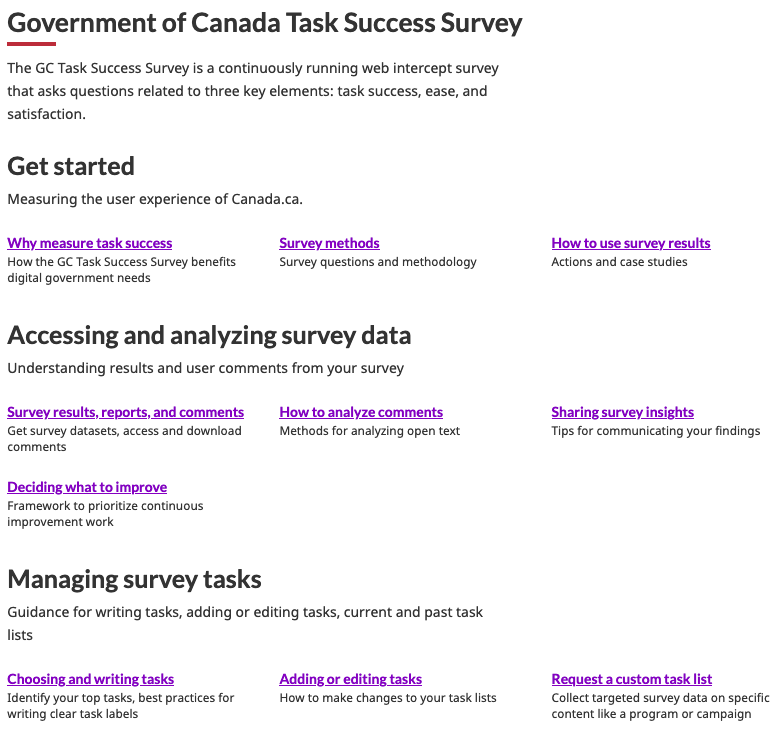 Government of Canada Task Success Survey
The GC Task Success Survey is a continuously running web intercept survey
that asks questions related to three key elements: task success, ease, and
satisfaction.
Get started
Measuring the user experience of Canada.ca.
Why measure task success
How the GC Task Success Survey benefits
digital government needs
Survey methods
Survey questions and methodology
How to use survey results
Actions and case studies
Accessing and analyzing survey data
Understanding results and user comments from your survey
Survey results, reports, and comments
Get survey datasets, access and download
comments
How to analyze comments
Methods for analyzing open text
Sharing survey insights
Tips for communicating your findings
Deciding what to improve
Framework to prioritize continuous
improvement work
Managing survey tasks
Guidance for writing tasks, adding or editing tasks, current and past task
lists
Choosing and writing tasks
Identify your top tasks, best practices for
writing clear task labels
Adding or editing tasks
How to make changes to your task lists
Request a custom task list
Collect targeted survey data on specific
content like a program or campaign